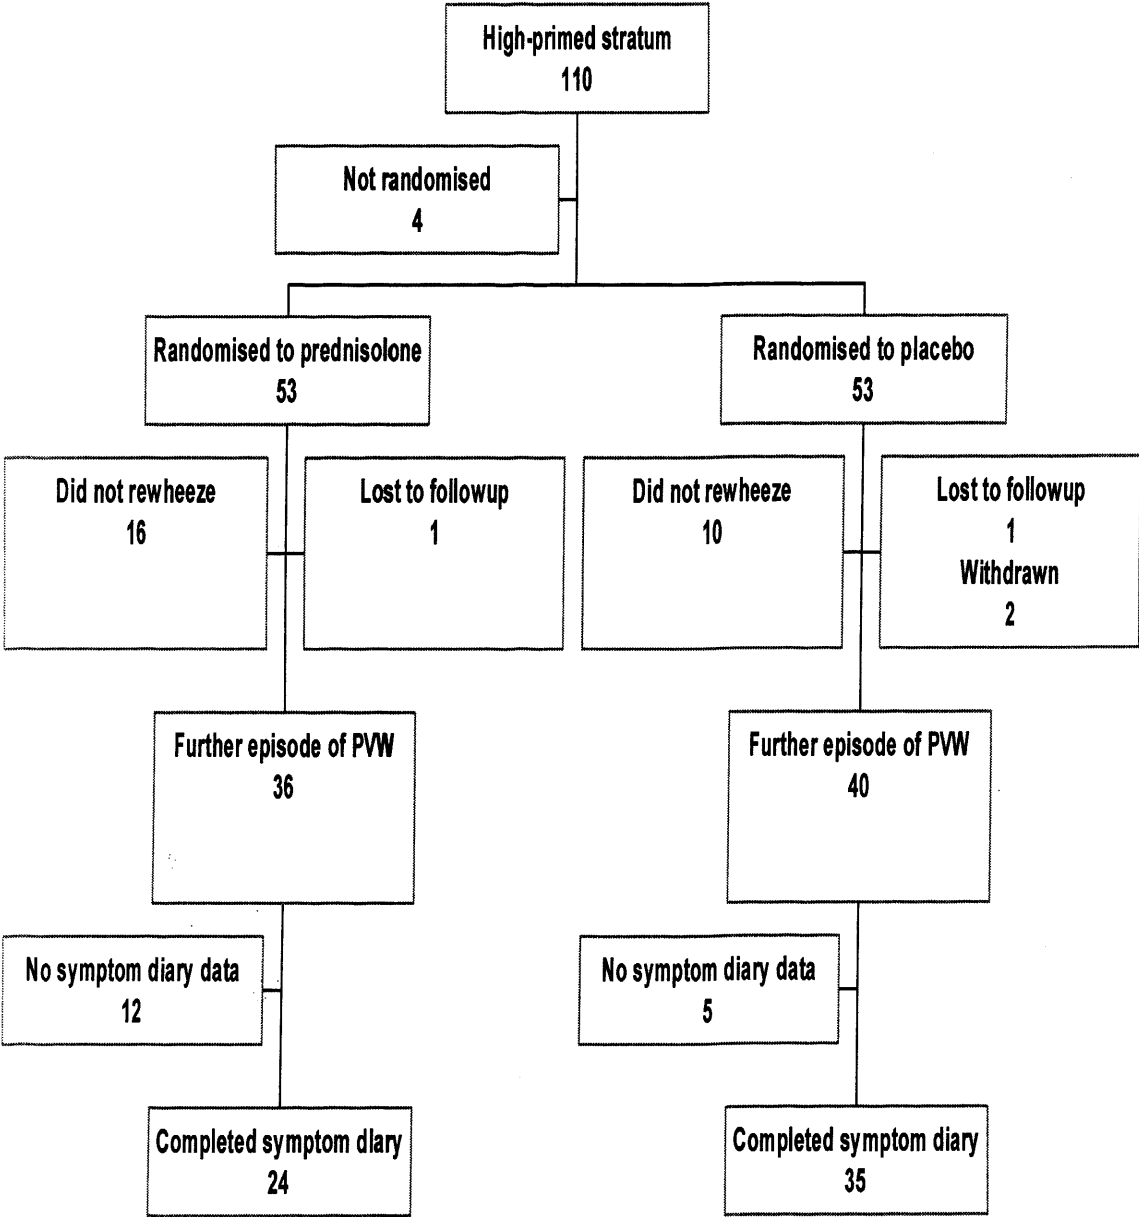 High-primed stratum
110
Not randomised
4
Randomised to prednisolone
53
Randomised to placebo
53
Did not rewheeze
16
Lost to followup
1
Did not rewheeze
10
Lost to followup
1
Withdrawn
2
Further episode of PVW
36
Further episode of PVW
40
No symptom diary data
12
No symptom diary data
5
Completed symptom diary
24
Completed symptom diary
35